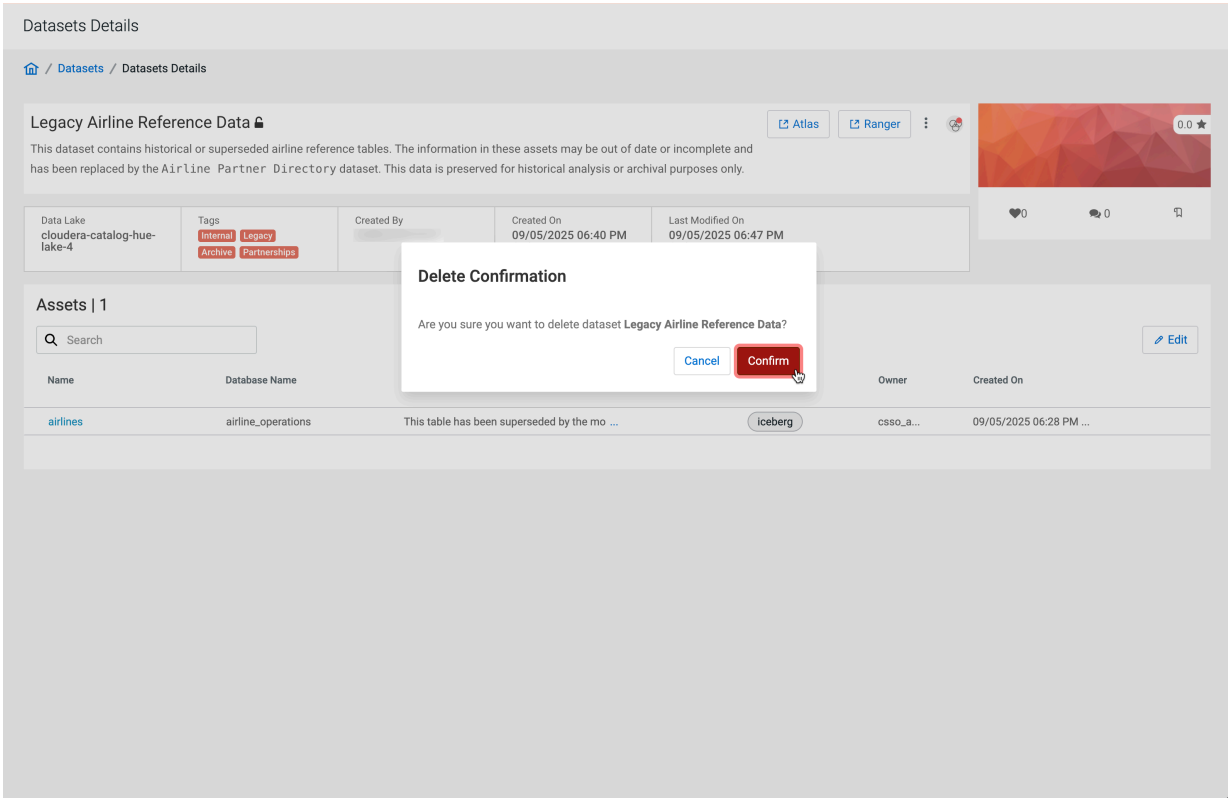 Datasets Details
/ Datasets / Datasets Details
Legacy Airline Reference Data
Atlas
Ranger
0.0
This dataset contains historical or superseded airline reference tables. The information in these assets may be out of date or incomplete and
has been replaced by the Airline Partner Directory dataset. This data is preserved for historical analysis or archival purposes only.
0
0
Data Lake
cloudera-catalog-hue-
lake-4
Tags
Internal Legacy
Archive Partnerships
Created By
Created On
09/05/2025 06:40 PM
Last Modified On
09/05/2025 06:47 PM
Delete Confirmation
Are you sure you want to delete dataset Legacy Airline Reference Data?
Cancel
Confirm
Assets | 1
Search
Edit
Name Database Name Owner Created On
airlines airline_operations This table has been superseded by the mo ... iceberg csso_a... 09/05/2025 06:28 PM ...